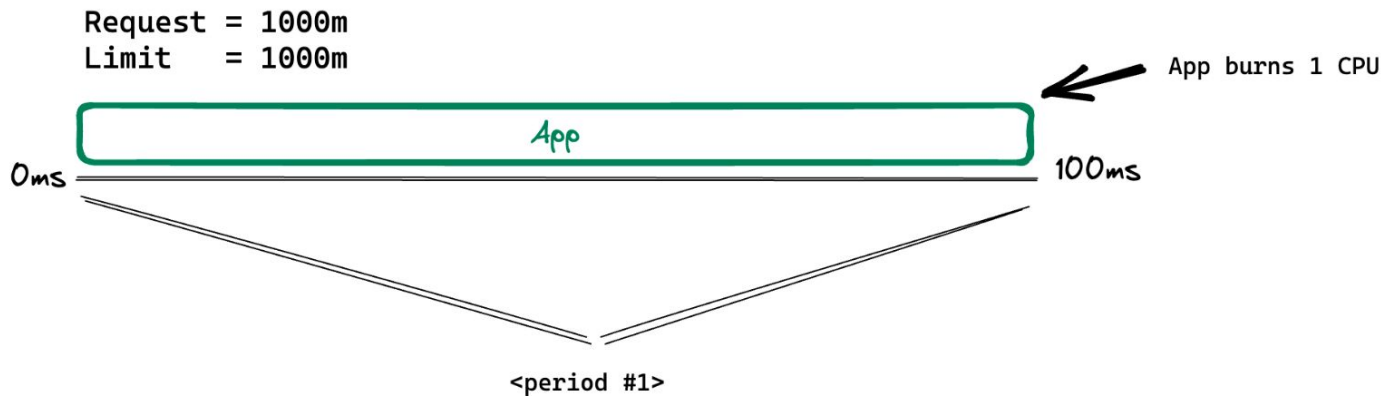 Request = 1000m
Limit   = 1000m
App burns 1 CPU
App
0ms
100ms
<period #1>